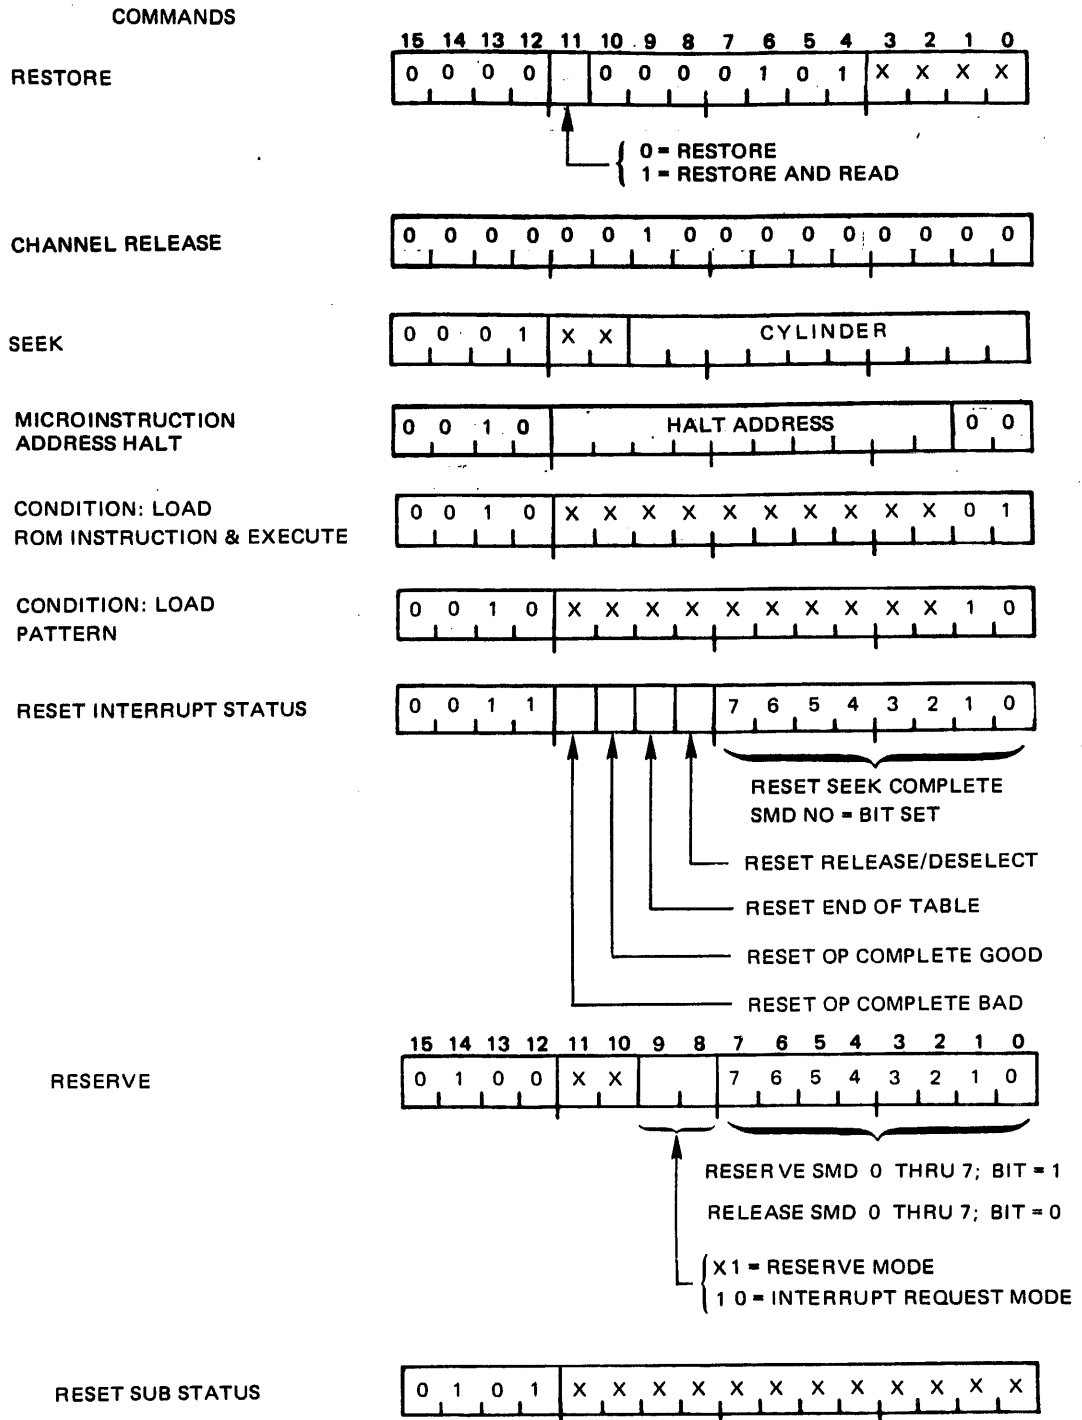 COMMANDS
15 14 13 12 11 10 9 8 7 6 5 4 3 2 1 0
RESTORE 0 0 0 0 0 0 0 0 1 0 1 X X X X
0 = RESTORE
1 = RESTORE AND READ
CHANNEL RELEASE 0 0 0 0 0 0 1 0 0 0 0 0 0 0 0 0
SEEK 0 0 0 1 X X CYLINDER
MICROINSTRUCTION
ADDRESS HALT 0 0 1 0 HALT ADDRESS 0 0
CONDITION: LOAD
ROM INSTRUCTION & EXECUTE 0 0 1 0 X X X X X X X X X X 0 1
CONDITION: LOAD
PATTERN 0 0 1 0 X X X X X X X X X X 1 0
RESET INTERRUPT STATUS 0 0 1 1 7 6 5 4 3 2 1 0
RESET SEEK COMPLETE
SMD NO = BIT SET
RESET RELEASE/DESELECT
RESET END OF TABLE
RESET OP COMPLETE GOOD
RESET OP COMPLETE BAD
15 14 13 12 11 10 9 8 7 6 5 4 3 2 1 0
RESERVE 0 1 0 0 X X 7 6 5 4 3 2 1 0
RESERVE SMD 0 THRU 7; BIT = 1
RELEASE SMD 0 THRU 7; BIT = 0
X 1 = RESERVE MODE
1 0 = INTERRUPT REQUEST MODE
RESET SUB STATUS 0 1 0 1 X X X X X X X X X X X X